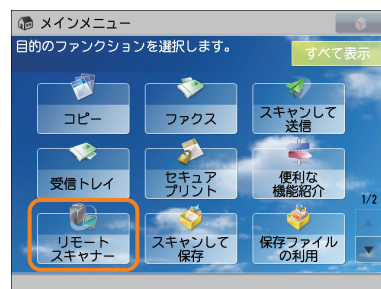 メインメニュー
目的のファンクションを選択します。
すべて表示
コピー
ファクス
スキャンして
送信
受信トレイ
セキュア
プリント
便利な
機能紹介
1/2
リモート
スキャナー
スキャンして
保存
保存ファイル
の利用